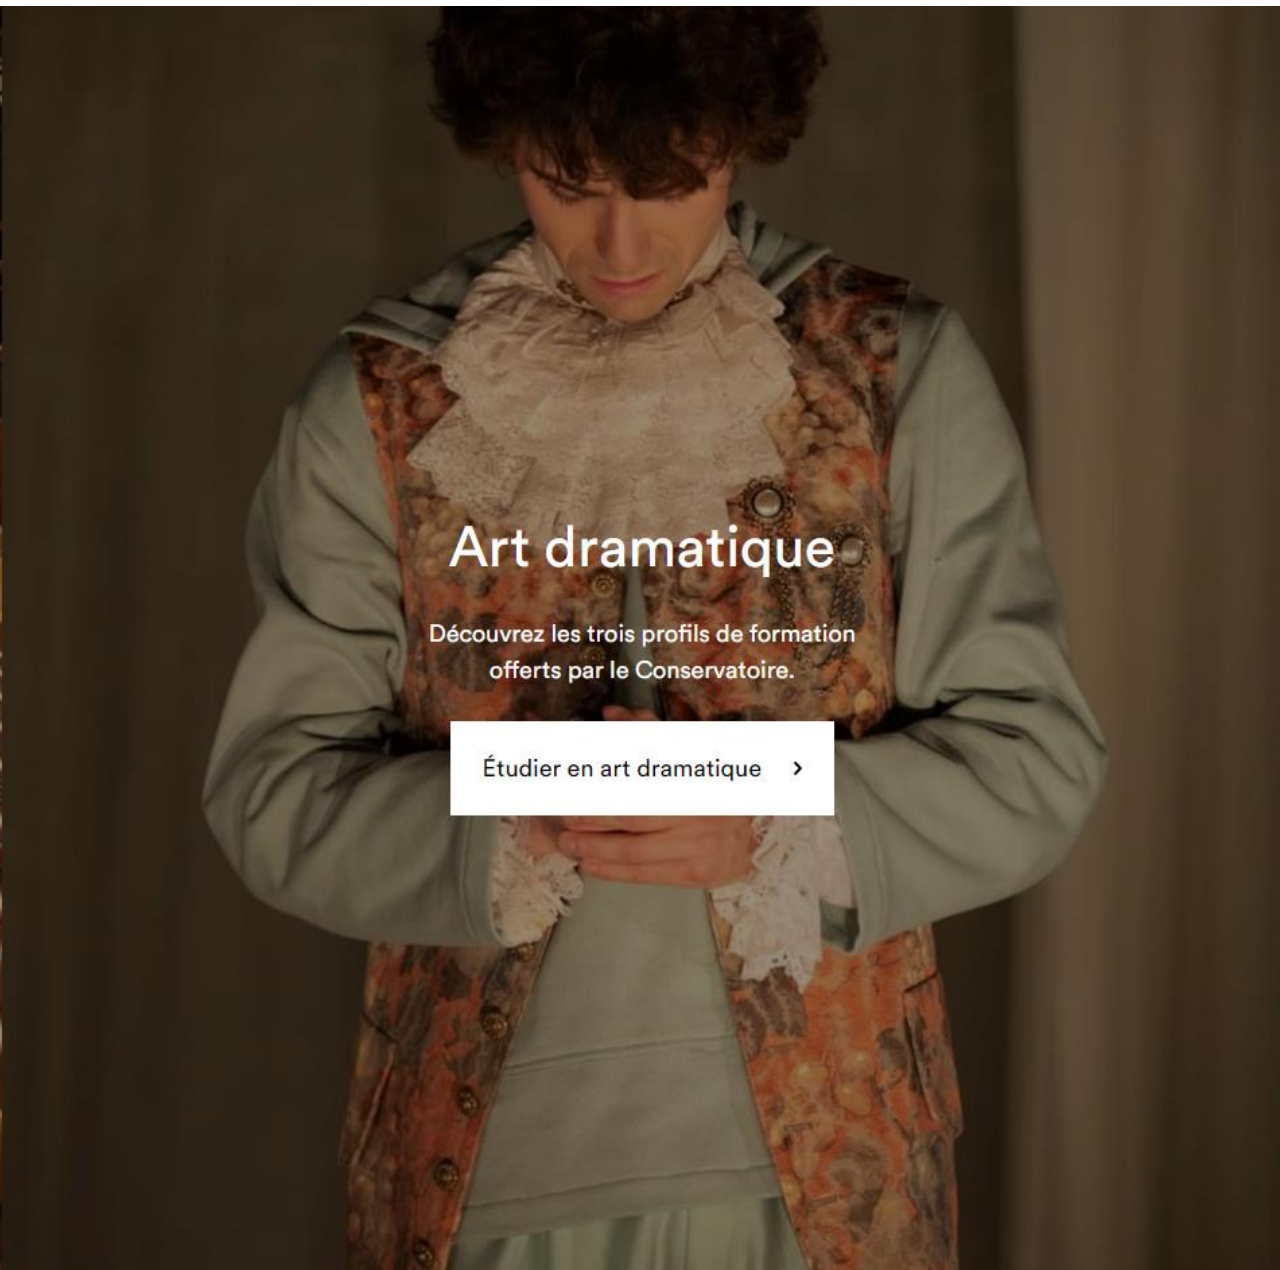 Art dramatique
Découvrez les trois profils de formation
offerts par le Conservatoire.
Étudier en art dramatique